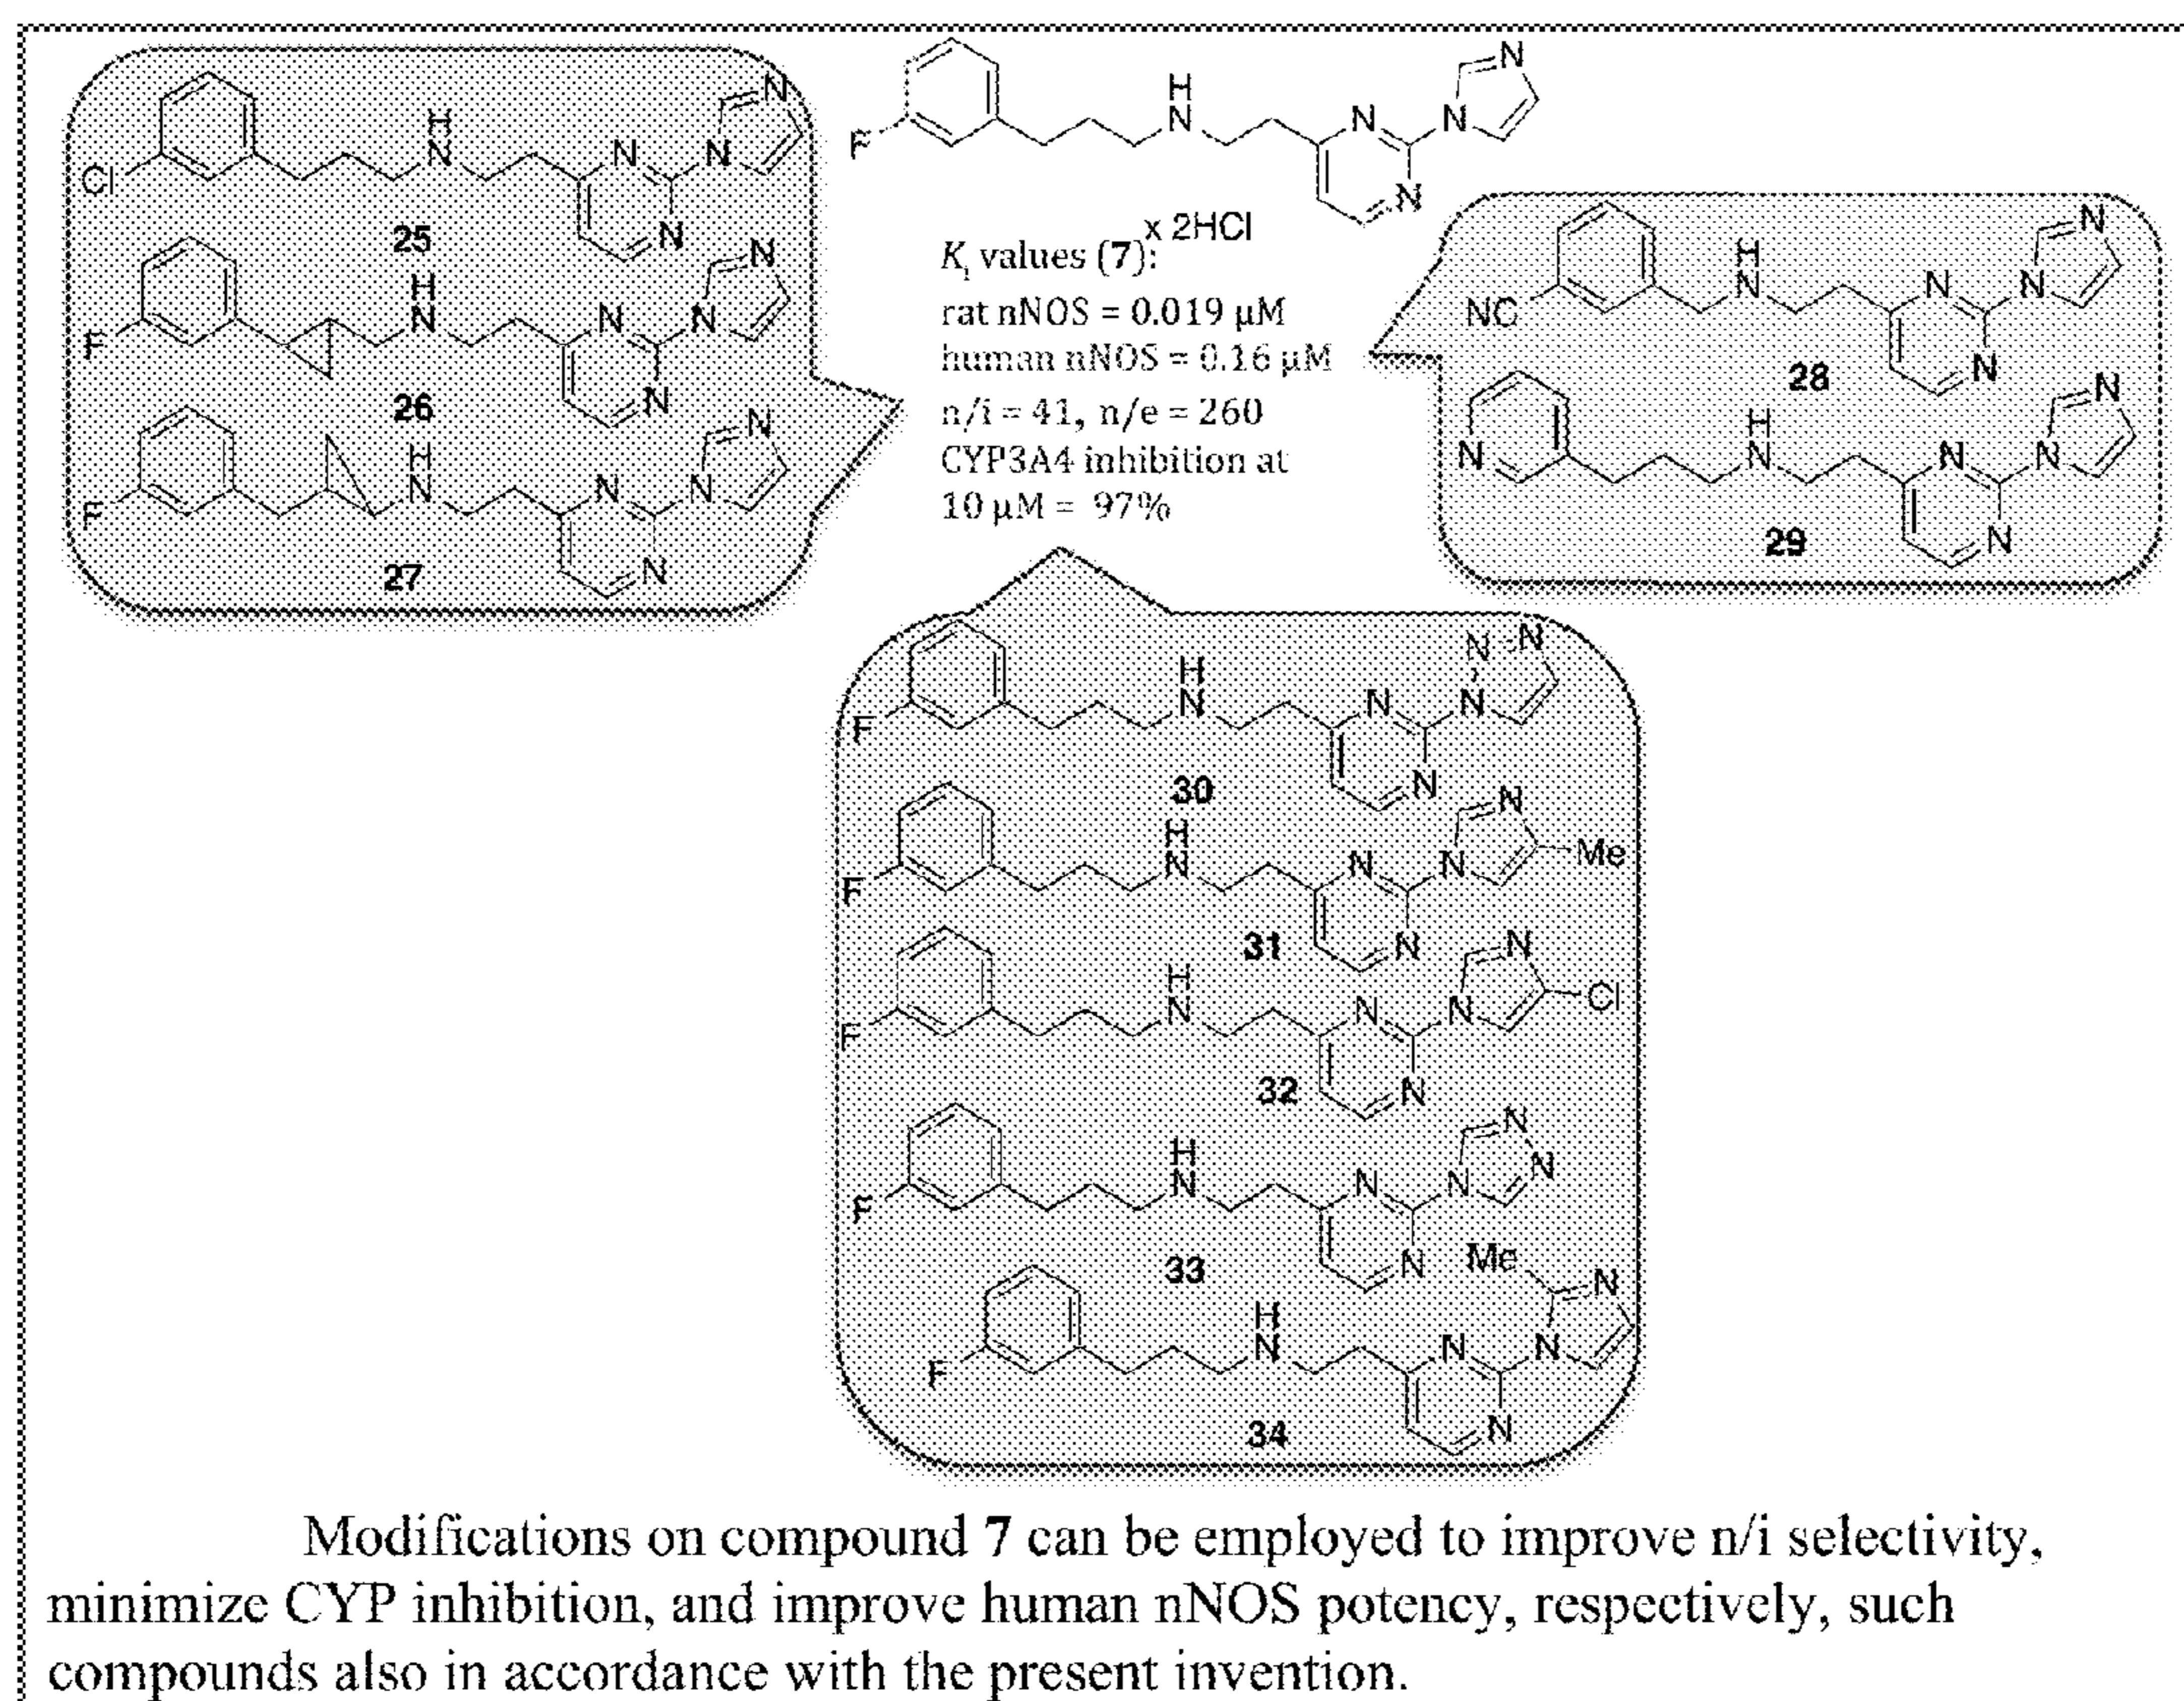 Cl
H
N
N
N
N
N
25
F
H
N
N
N
N
N
26
F
H
N
N
N
N
N
27
F
H
N
N
N
N
N
x 2HCl
Ki values (7):
rat nNOS = 0.019 µM
human nNOS = 0.16 µM
n/i = 41, n/e = 260
CYP3A4 inhibition at
10 µM = 97%
NC
H
N
N
N
N
N
28
N
H
N
N
N
N
N
29
F
H
N
N
N
N
N
N
30
F
H
N
N
N
N
N
Me
31
F
H
N
N
N
N
N
Cl
32
F
H
N
N
N
N
N
N
33
F
H
N
N
N
N
N
Me
34
Modifications on compound 7 can be employed to improve n/i selectivity,
minimize CYP inhibition, and improve human nNOS potency, respectively, such
compounds also in accordance with the present invention.